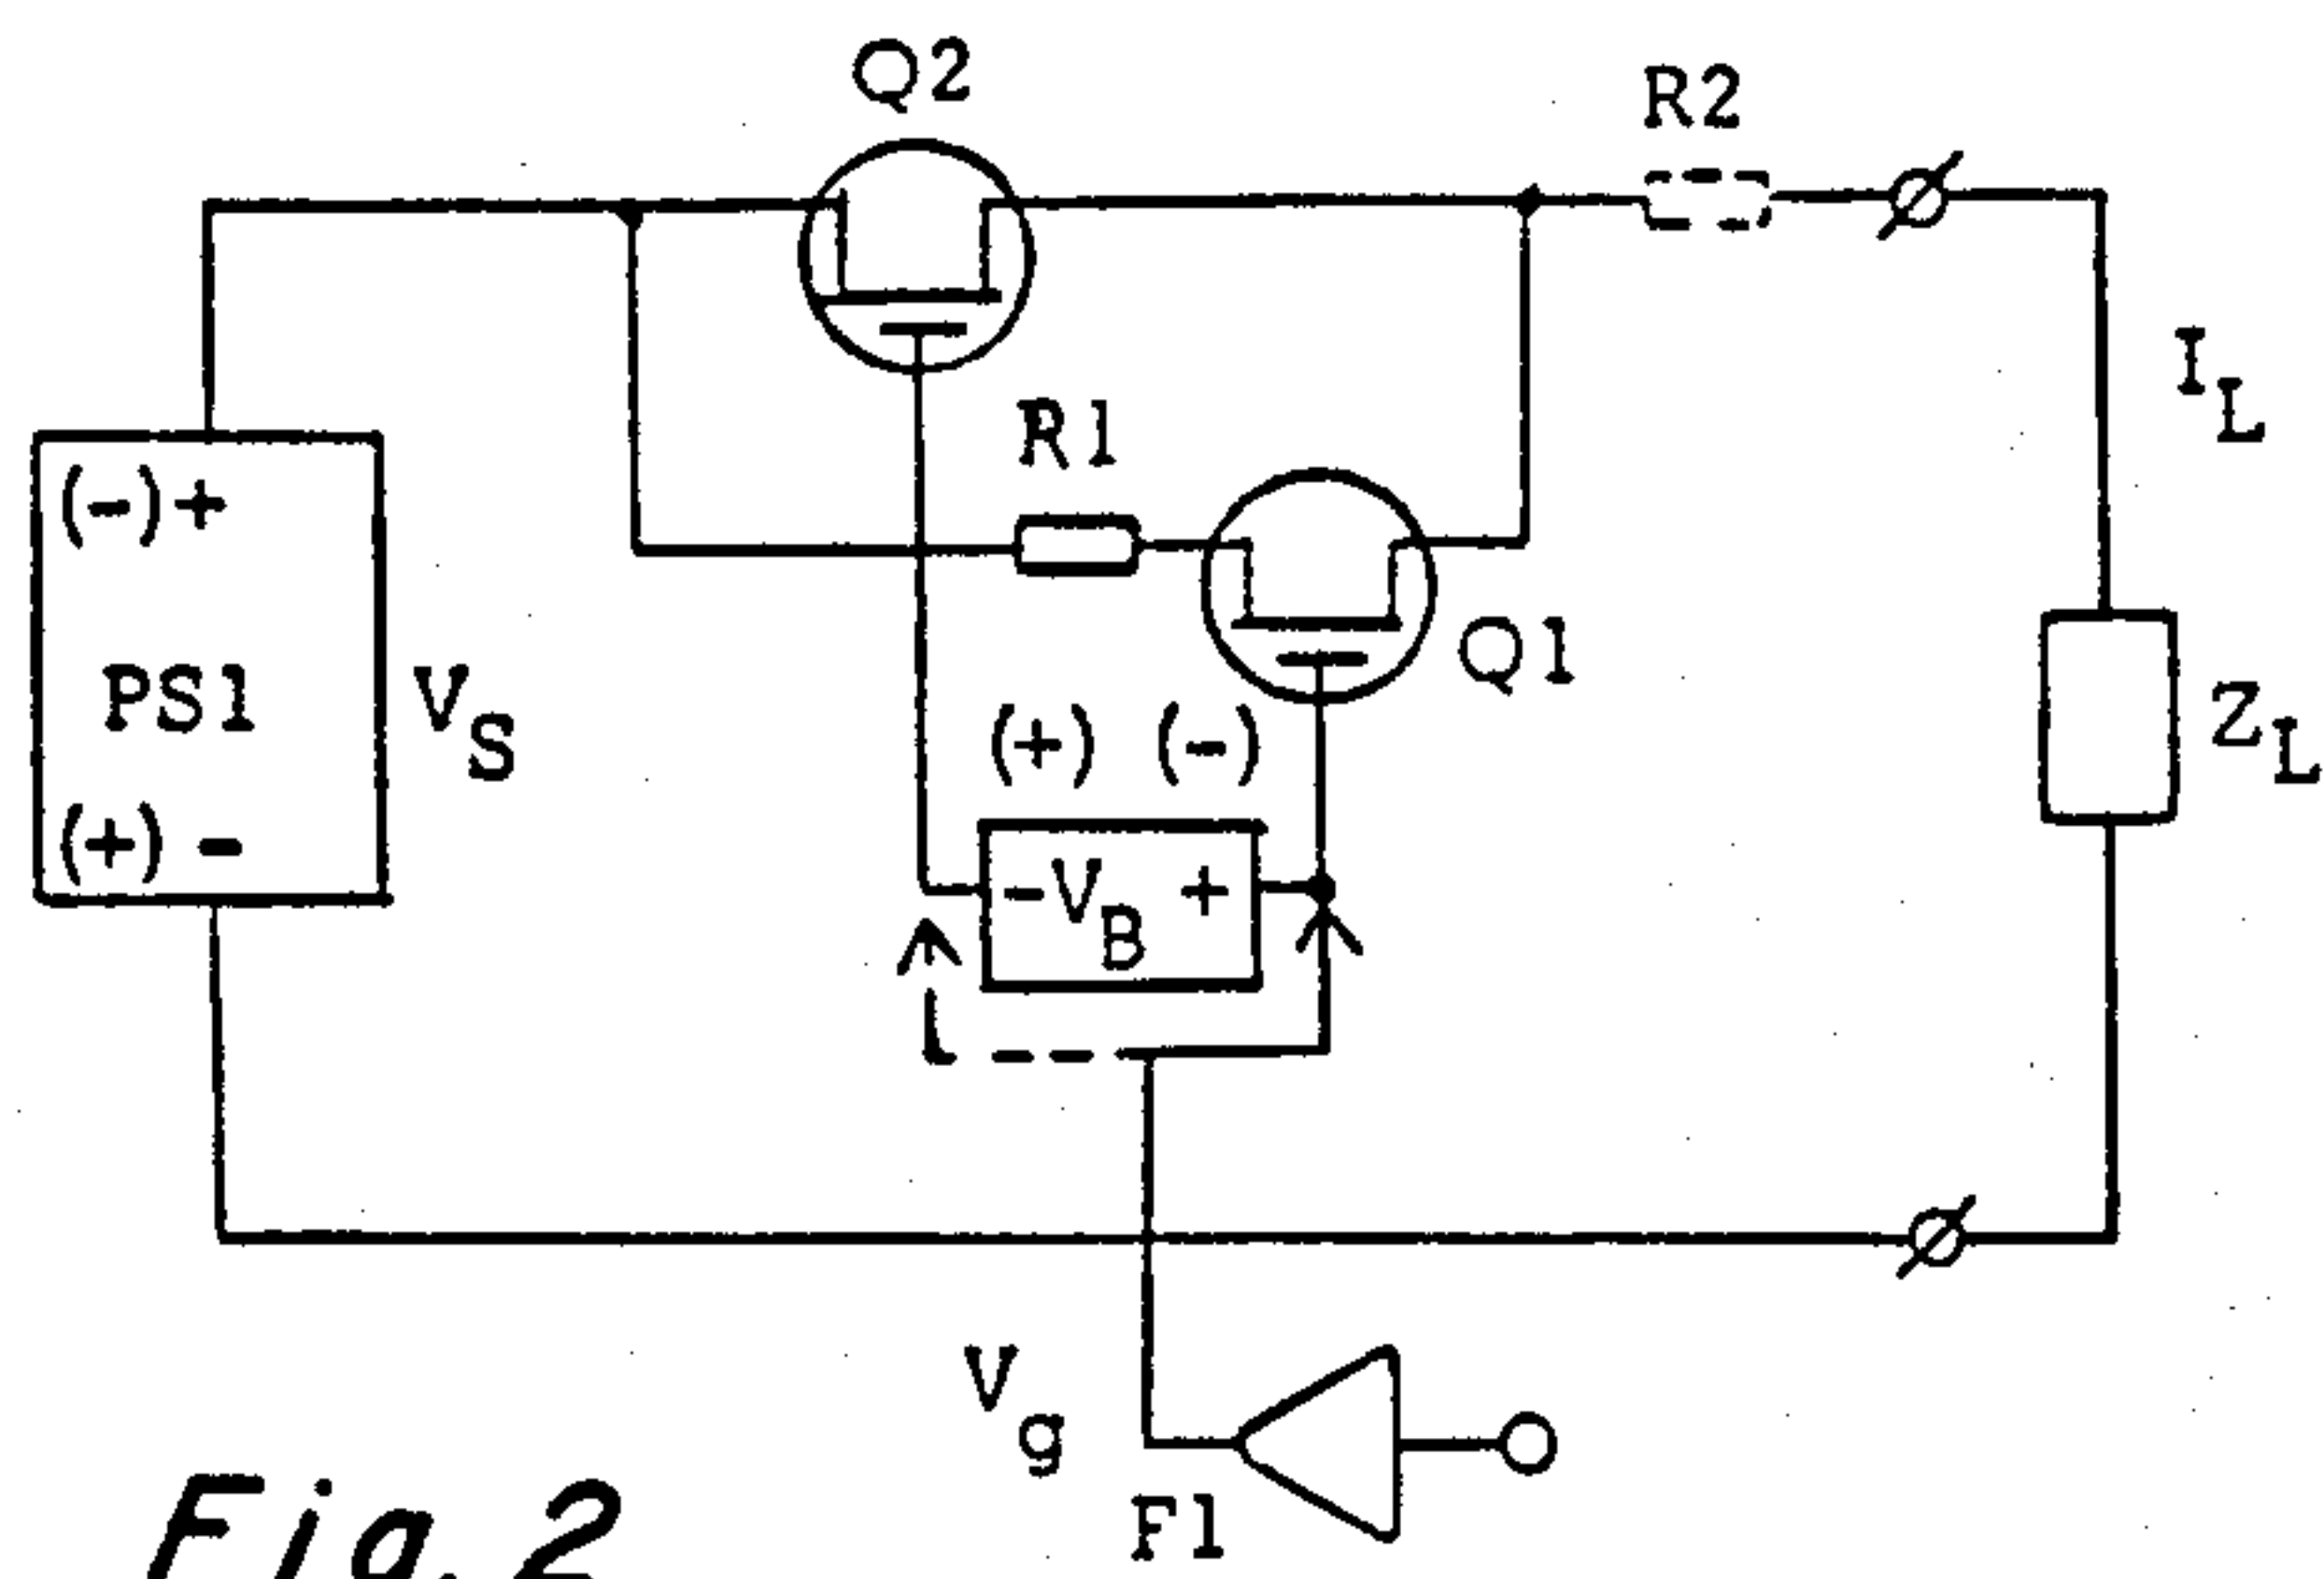 Q2
R2
I_L
R1
(-) +
PS1
V_S
(+) -
Q1
Z_L
(+) (-)
- V_B +
V_g
F1
Fig. 2